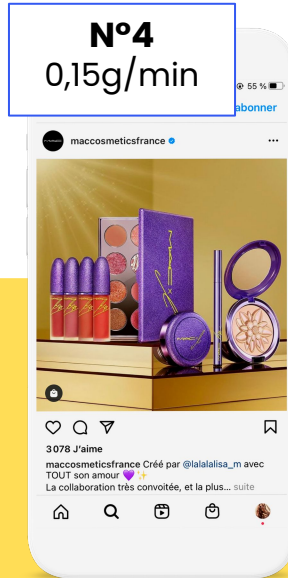 N°4
0,15g/min
55 %
abonner
maccosmeticsfrance
3 078 J'aime
maccosmeticsfrance Créé par @lalalalisa_m avec
TOUT son amour 💜✨
La collaboration très convoitée, et la plus... suite